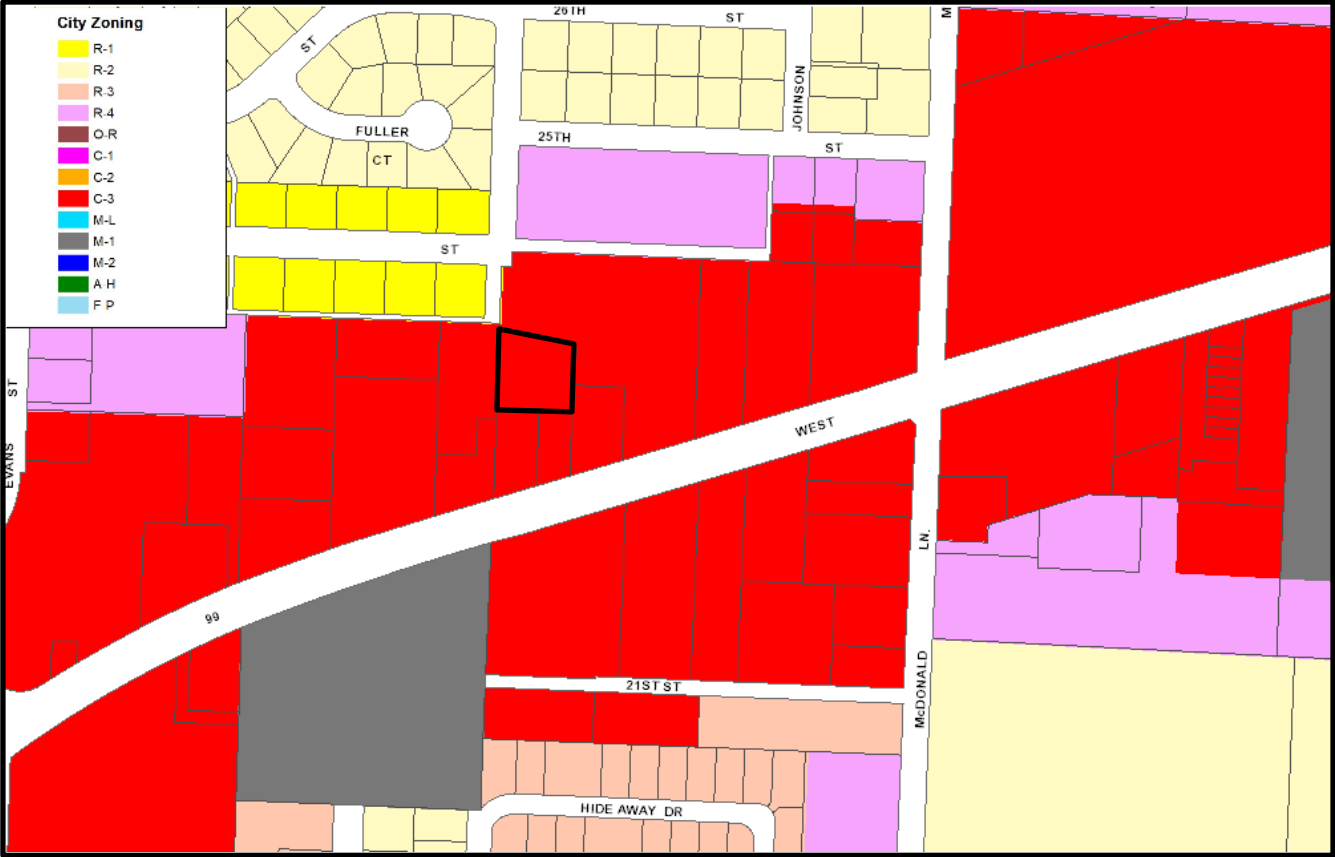 City Zoning
R-1
R-2
R-3
R-4
O-R
C-1
C-2
C-3
M-L
M-1
M-2
A H
F P
26TH ST
M
ST
JOHNSON
FULLER
CT
25TH ST
ST
EVANS ST
WEST
99
LN.
McDONALD
21ST ST
HIDE AWAY DR